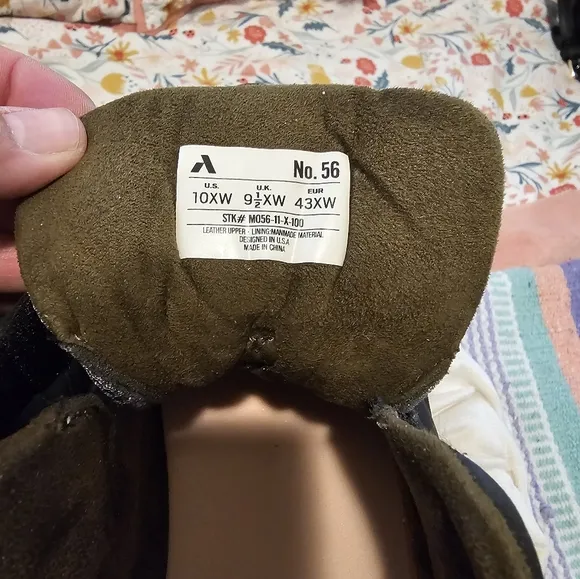 No. 56
U.S. U.K. EUR
10XW 9½XW 43XW
STK# M056-11-X-100
LEATHER UPPER · LINING:MANMADE MATERIAL
DESIGNED IN U.S.A
MADE IN CHINA